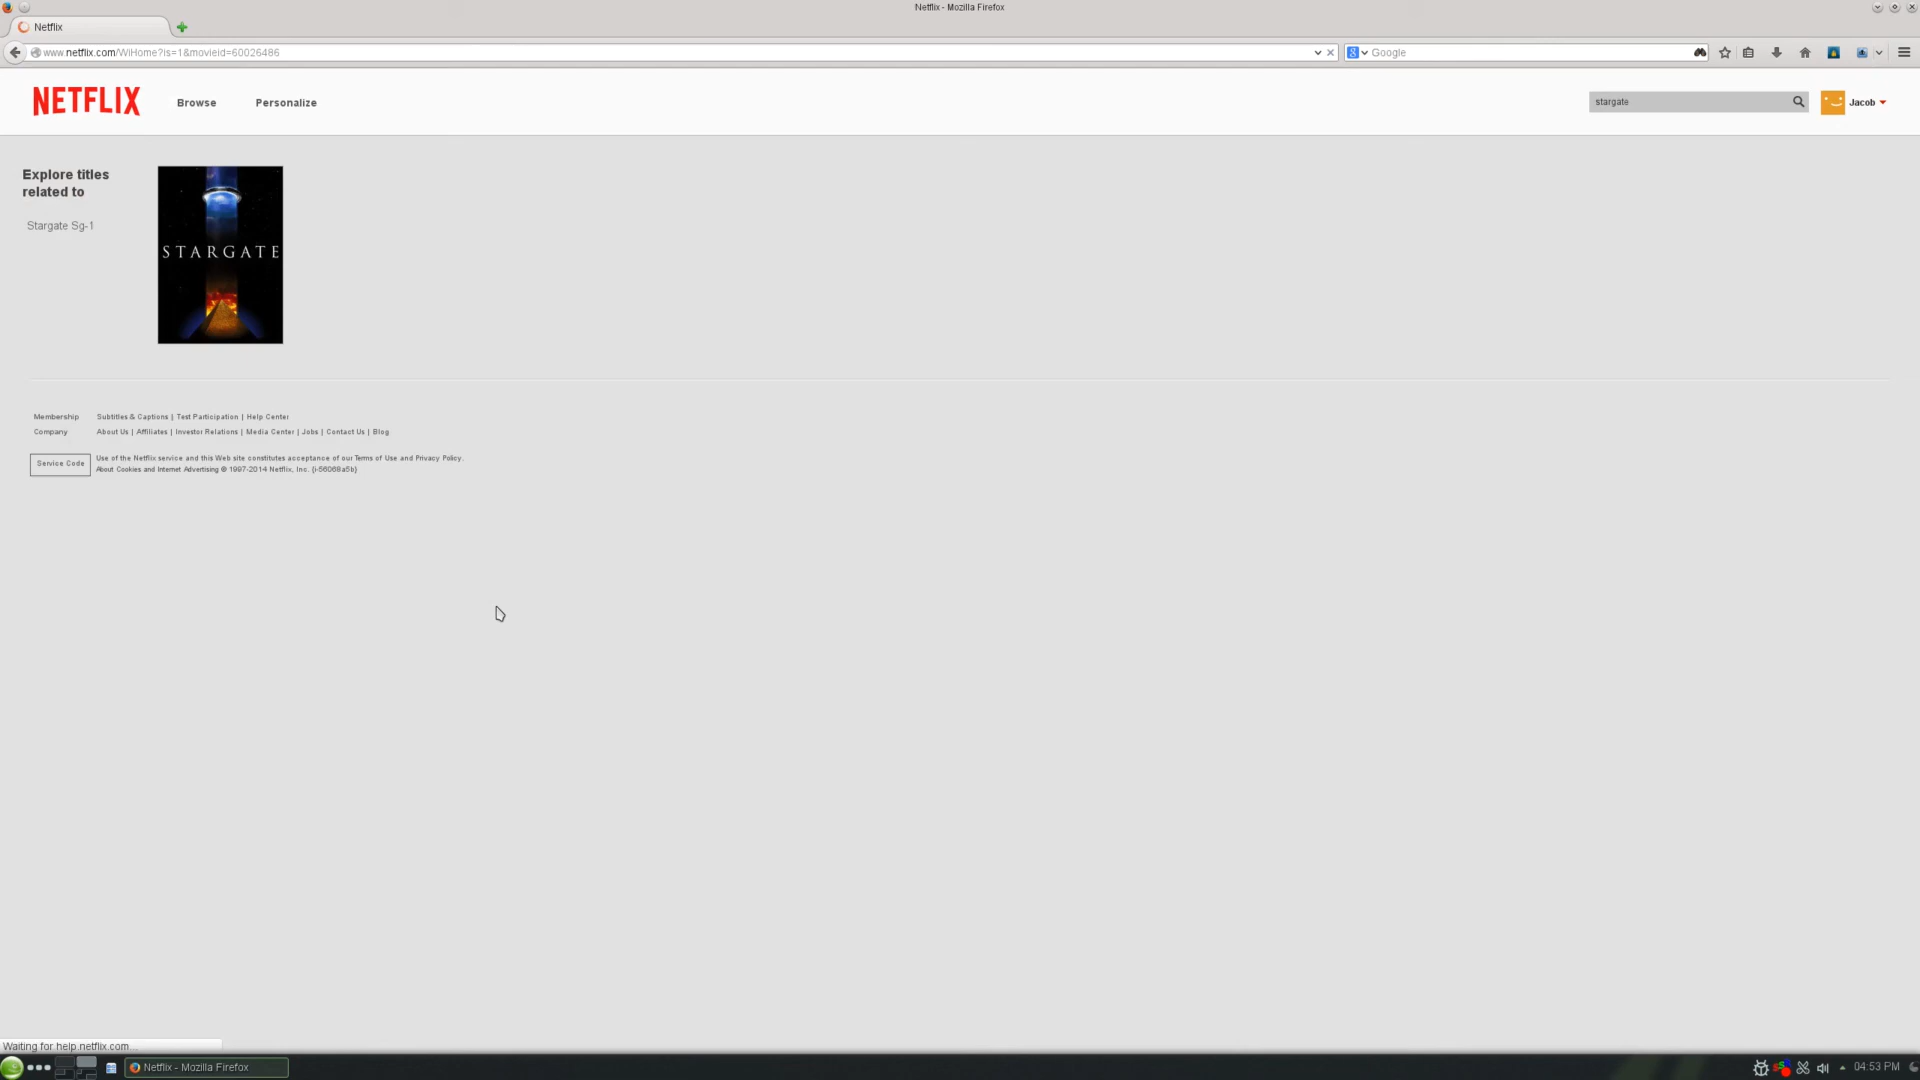 Netflix - Mozilla Firefox
Netflix
www.netflix.com/WiHome?is=1&movieid=60026486
Google
NETFLIX
Browse
Personalize
stargate
Jacob
Explore titles
related to
Stargate Sg-1
STARGATE
Membership
Subtitles & Captions | Test Participation | Help Center
Company
About Us | Affiliates | Investor Relations | Media Center | Jobs | Contact Us | Blog
Service Code
Use of the Netflix service and this Web site constitutes acceptance of our Terms of Use and Privacy Policy.
About Cookies and Internet Advertising © 1997-2014 Netflix, Inc. {i-56068a5b}
Waiting for help.netflix.com...
Netflix - Mozilla Firefox
04:53 PM